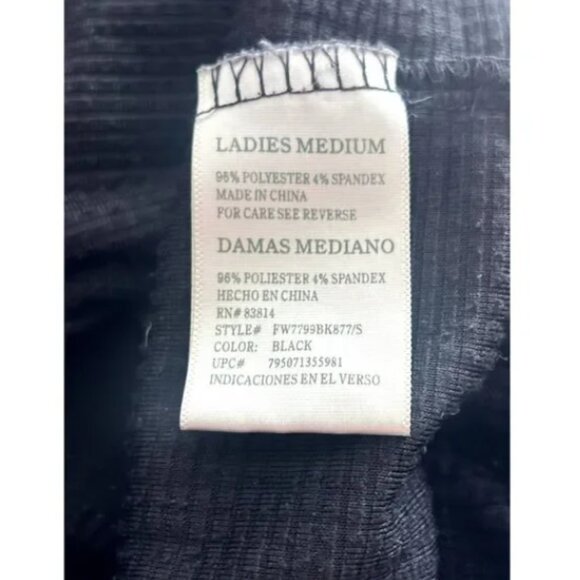 LADIES MEDIUM
96% POLYESTER 4% SPANDEX
MADE IN CHINA
FOR CARE SEE REVERSE
DAMAS MEDIANO
96% POLIESTER 4% SPANDEX
HECHO EN CHINA
RN# 83814
STYLE# FW7799BK877/S
COLOR: BLACK
UPC# 795071355981
INDICACIONES EN EL VERSO